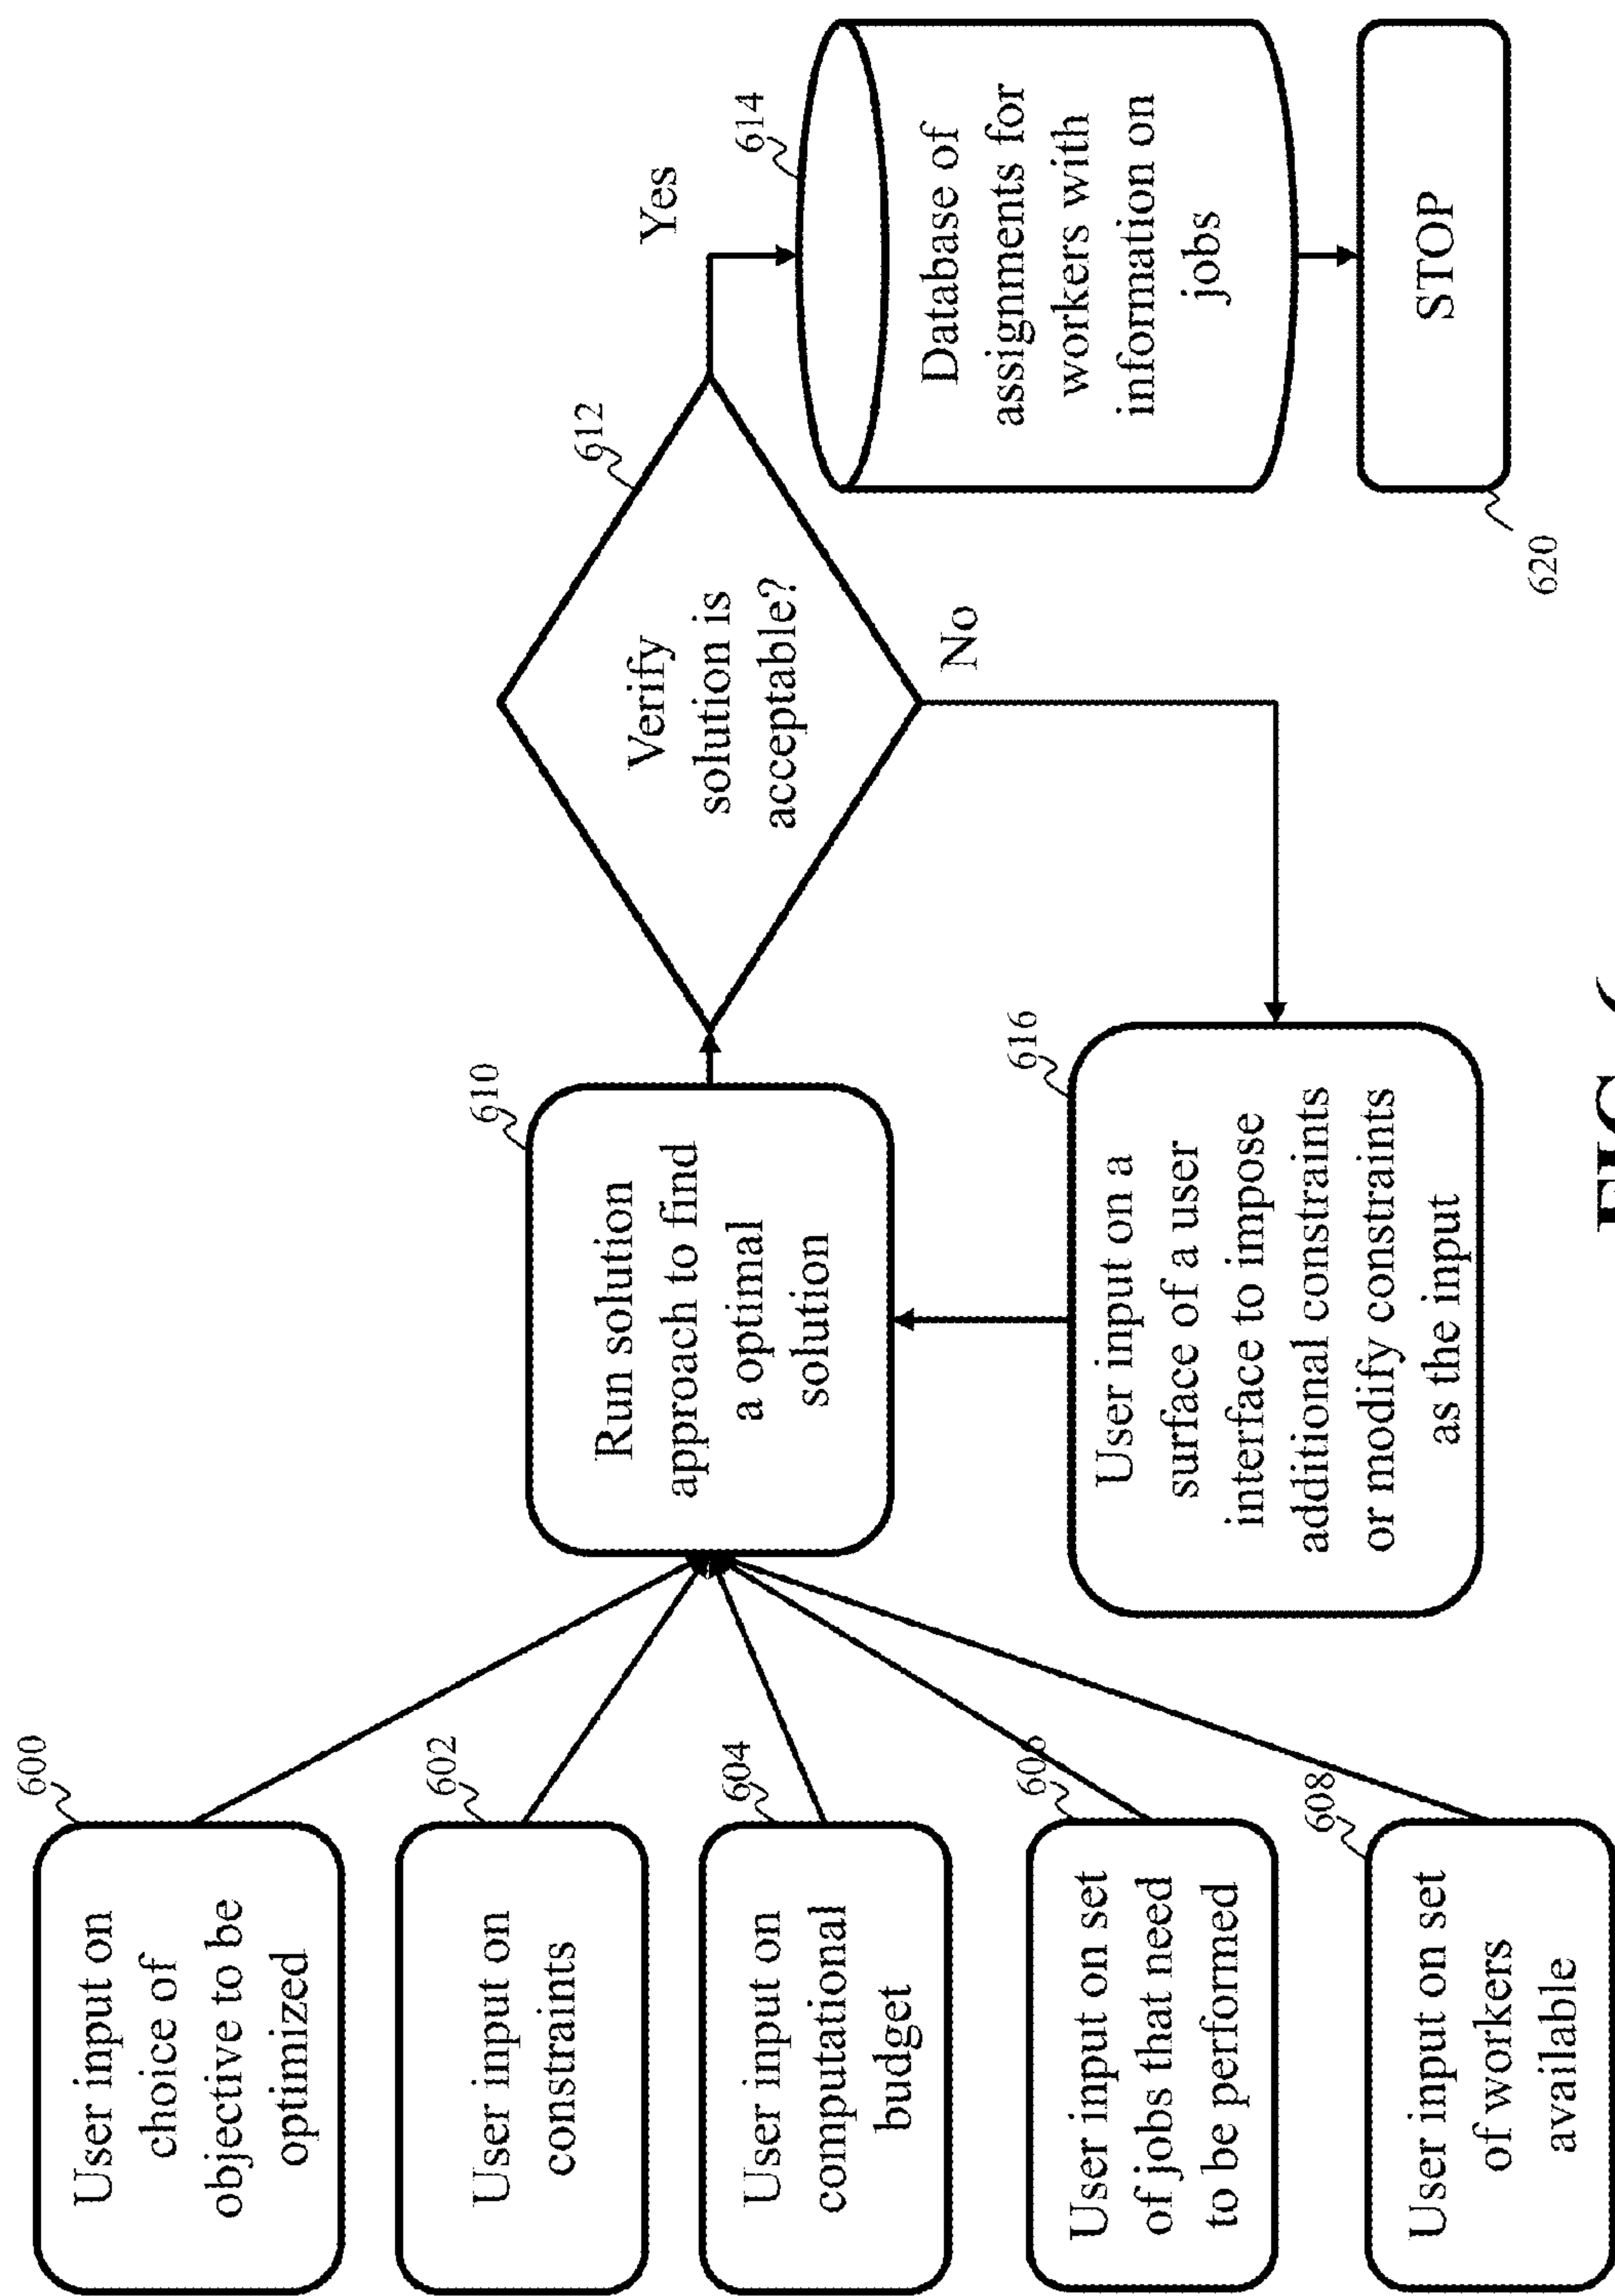 600
User input on
choice of
objective to be
optimized
602
User input on
constraints
604
User input on
computational
budget
606
User input on set
of jobs that need
to be performed
608
User input on set
of workers
available
610
Run solution
approach to find
a optimal
solution
616
User input on a
surface of a user
interface to impose
additional constraints
or modify constraints
as the input
612
Verify
solution is
acceptable?
Yes
No
614
Database of
assignments for
workers with
information on
jobs
STOP
620
FIG.